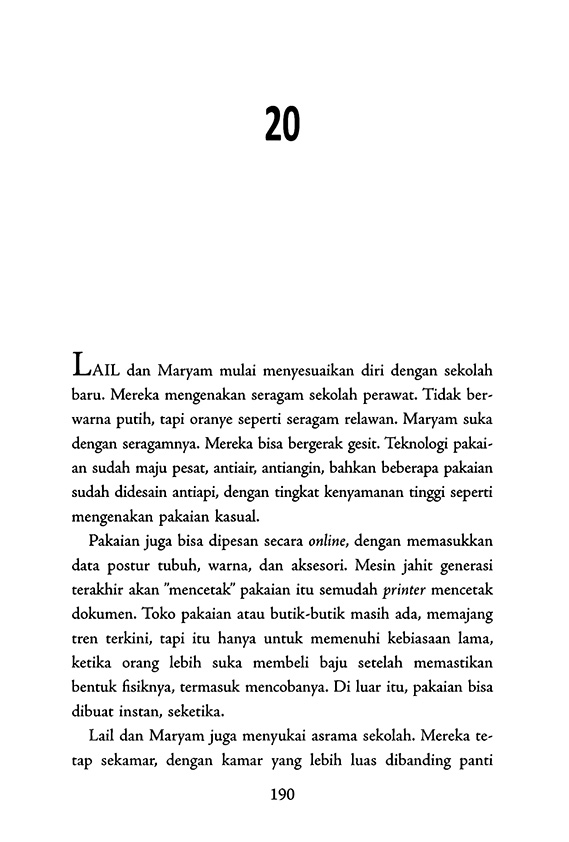 20
LAIL dan Maryam mulai menyesuaikan diri dengan sekolah
baru. Mereka mengenakan seragam sekolah perawat. Tidak ber-
warna putih, tapi oranye seperti seragam relawan. Maryam suka
dengan seragamnya. Mereka bisa bergerak gesit. Teknologi pakai-
an sudah maju pesat, antiair, antiangin, bahkan beberapa pakaian
sudah didesain antiapi, dengan tingkat kenyamanan tinggi seperti
mengenakan pakaian kasual.
Pakaian juga bisa dipesan secara online, dengan memasukkan
data postur tubuh, warna, dan aksesori. Mesin jahit generasi
terakhir akan ”mencetak” pakaian itu semudah printer mencetak
dokumen. Toko pakaian atau butik-butik masih ada, memajang
tren terkini, tapi itu hanya untuk memenuhi kebiasaan lama,
ketika orang lebih suka membeli baju setelah memastikan
bentuk fisiknya, termasuk mencobanya. Di luar itu, pakaian bisa
dibuat instan, seketika.
Lail dan Maryam juga menyukai asrama sekolah. Mereka te-
tap sekamar, dengan kamar yang lebih luas dibanding panti
190